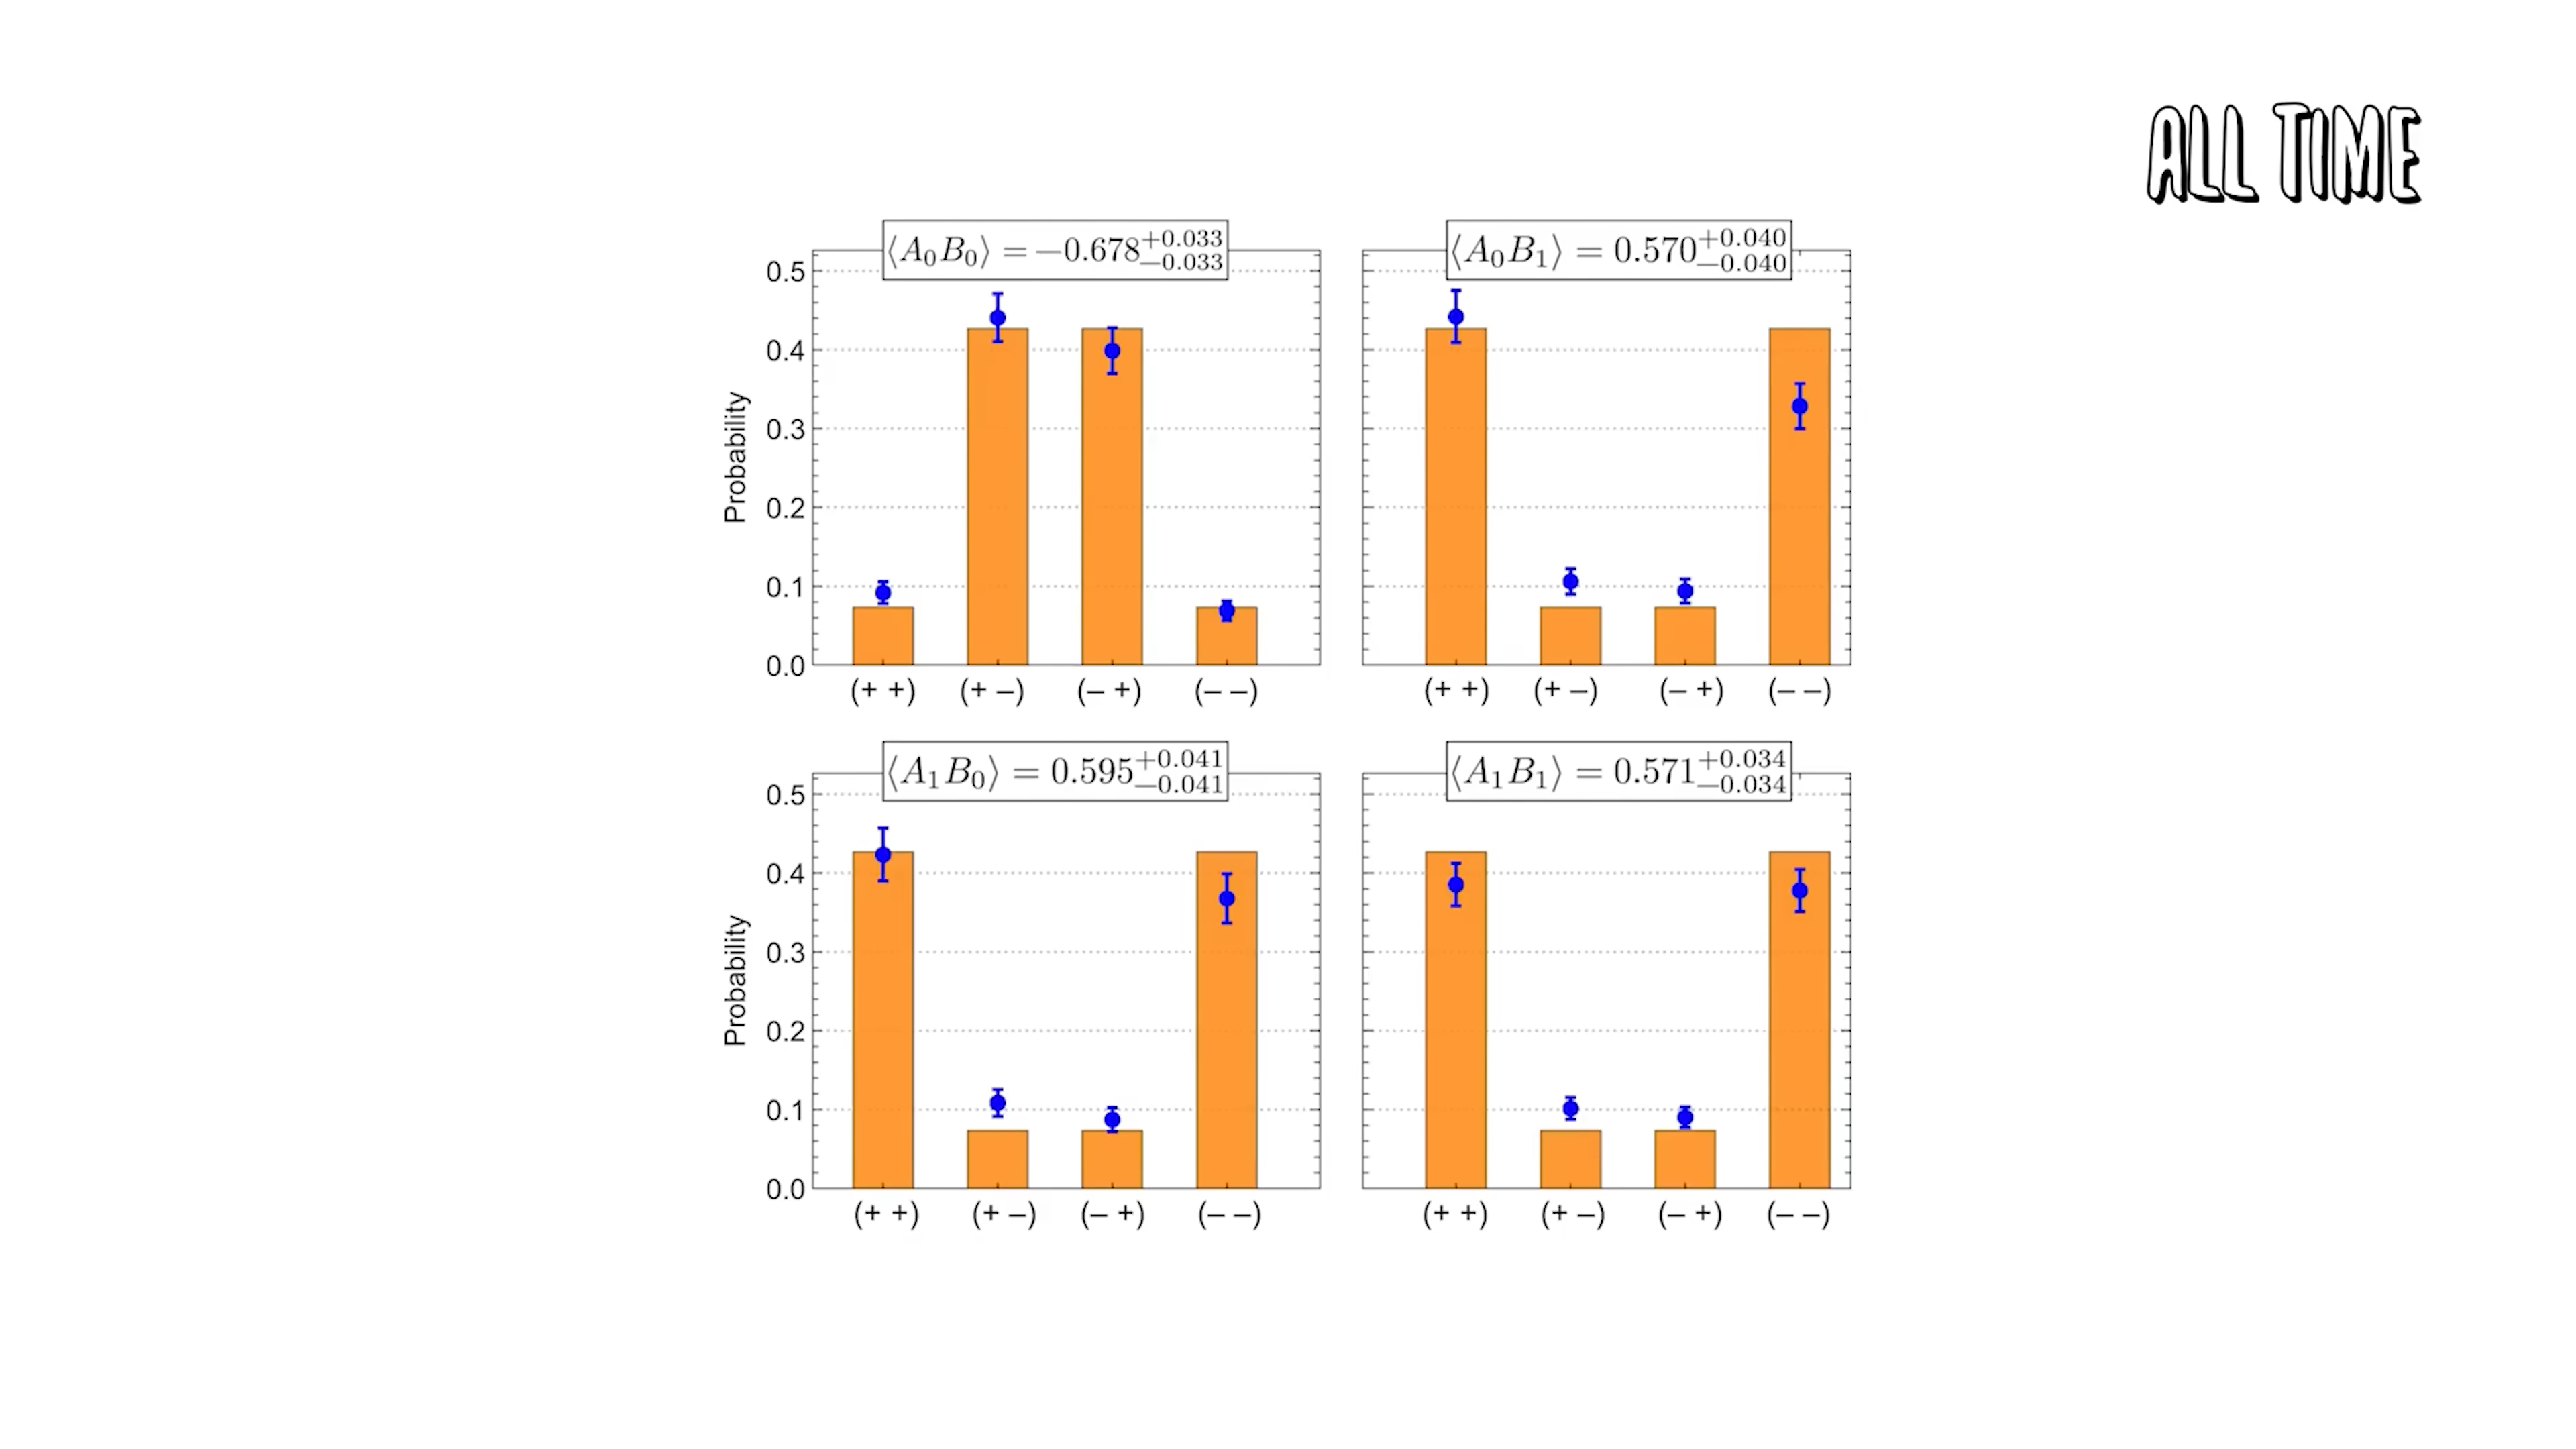 ALL TIME
⟨A₀B₀⟩ = −0.678 +0.033 −0.033
⟨A₀B₁⟩ = 0.570 +0.040 −0.040
0.5
0.4
0.3
0.2
0.1
0.0
Probability
(+ +) (+ –) (– +) (– –)
(+ +) (+ –) (– +) (– –)
⟨A₁B₀⟩ = 0.595 +0.041 −0.041
⟨A₁B₁⟩ = 0.571 +0.034 −0.034
0.5
0.4
0.3
0.2
0.1
0.0
Probability
(+ +) (+ –) (– +) (– –)
(+ +) (+ –) (– +) (– –)